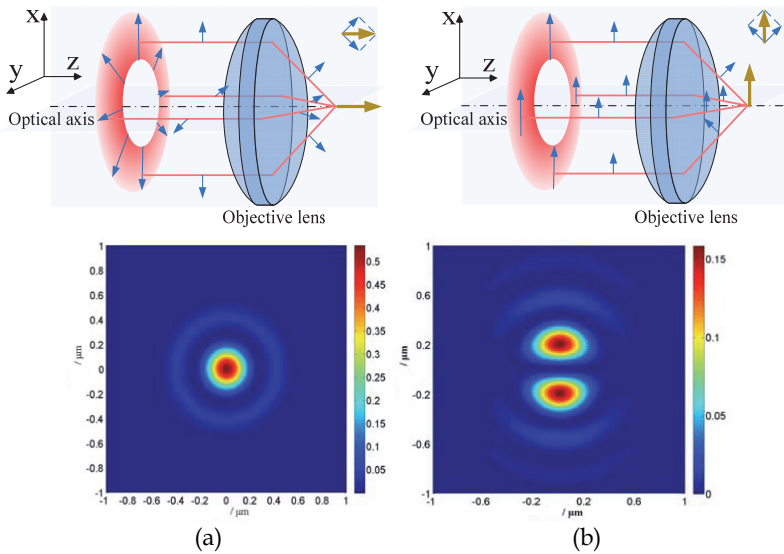 x
y
z
Optical axis
Objective lens
x
y
z
Optical axis
Objective lens
1
0.8
0.6
0.4
0.2
0
-0.2
-0.4
-0.6
-0.8
-1
/ μm
-1 -0.8 -0.6 -0.4 -0.2 0 0.2 0.4 0.6 0.8 1
/ μm
0.5
0.45
0.4
0.35
0.3
0.25
0.2
0.15
0.1
0.05
1
0.6
0.2
-0.2
-0.6
-1
/ μm
-1 -0.6 -0.2 0.2 0.6 1
/ μm
0.15
0.1
0.05
0
(a)
(b)